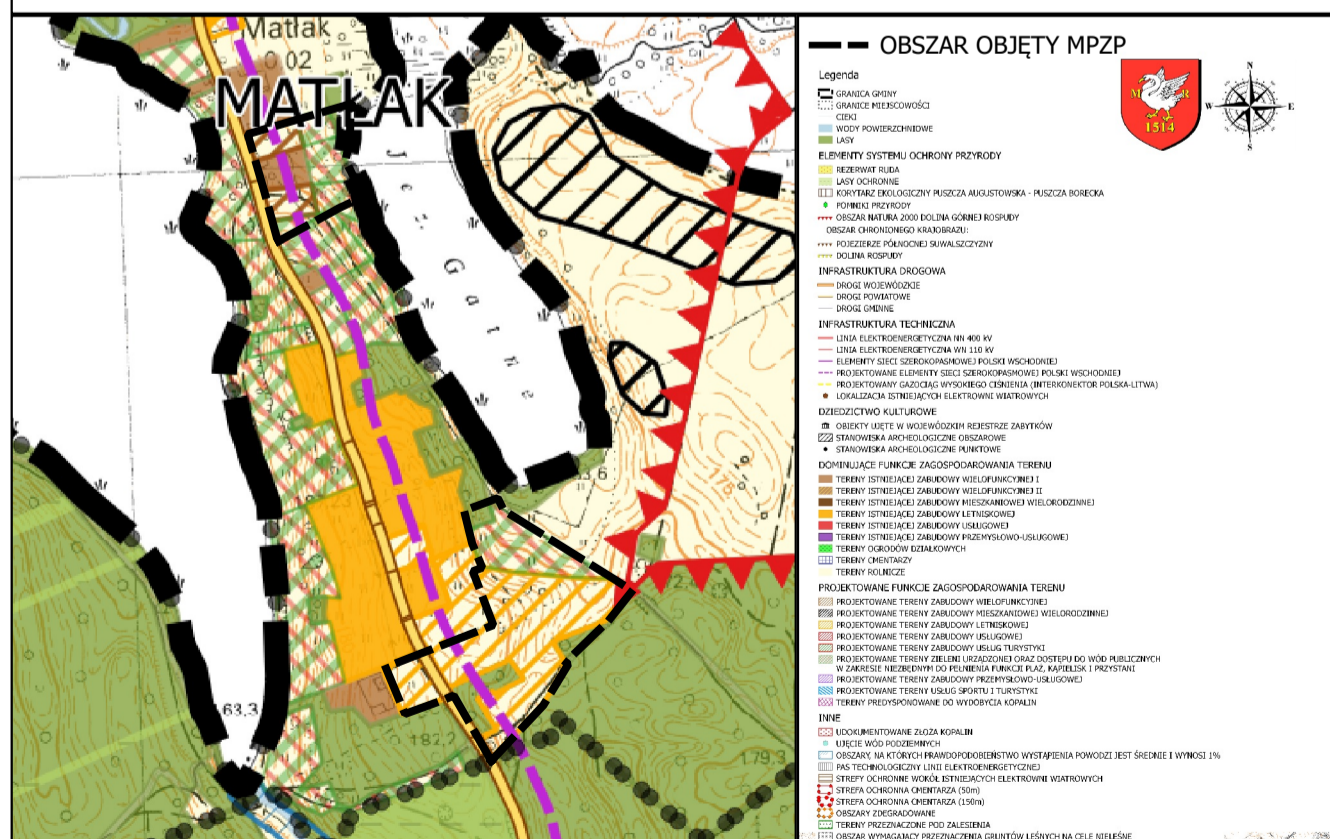 Matłak
0.02
MATŁAK
Jez. Gatne
63,3
182,2
179,3
OBSZAR OBJĘTY MPZP
M R
1514
N
W E
S
Legenda
GRANICA GMINY
GRANICE MIEJSCOWOŚCI
CIEKI
WODY POWIERZCHNIOWE
LASY
ELEMENTY SYSTEMU OCHRONY PRZYRODY
REZERWAT RUDA
LASY OCHRONNE
KORYTARZ EKOLOGICZNY PUSZCZA AUGUSTOWSKA - PUSZCZA BORECKA
POMNIKI PRZYRODY
OBSZAR NATURA 2000 DOLINA GÓRNEJ ROSPUDY
OBSZAR CHRONIONEGO KRAJOBRAZU:
POJEZIERZE PÓŁNOCNEJ SUWALSZCZYZNY
DOLINA ROSPUDY
INFRASTRUKTURA DROGOWA
DROGI WOJEWÓDZKIE
DROGI POWIATOWE
DROGI GMINNE
INFRASTRUKTURA TECHNICZNA
LINIA ELEKTROENERGETYCZNA NN 400 kV
LINIA ELEKTROENERGETYCZNA WN 110 kV
ELEMENTY SIECI SZEROKOPASMOWEJ POLSKI WSCHODNIEJ
PROJEKTOWANE ELEMENTY SIECI SZEROKOPASMOWEJ POLSKI WSCHODNIEJ
PROJEKTOWANY GAZOCIĄG WYSOKIEGO CIŚNIENIA (INTERKONEKTOR POLSKA-LITWA)
LOKALIZACJA ISTNIEJĄCYCH ELEKTROWNI WIATROWYCH
DZIEDZICTWO KULTUROWE
OBIEKTY UJĘTE W WOJEWÓDZKIM REJESTRZE ZABYTKÓW
STANOWISKA ARCHEOLOGICZNE OBSZAROWE
STANOWISKA ARCHEOLOGICZNE PUNKTOWE
DOMINUJĄCE FUNKCJE ZAGOSPODAROWANIA TERENU
TERENY ISTNIEJĄCEJ ZABUDOWY WIELOFUNKCYJNEJ I
TERENY ISTNIEJĄCEJ ZABUDOWY WIELOFUNKCYJNEJ II
TERENY ISTNIEJĄCEJ ZABUDOWY MIESZKANIOWEJ WIELORODZINNEJ
TERENY ISTNIEJĄCEJ ZABUDOWY LETNISKOWEJ
TERENY ISTNIEJĄCEJ ZABUDOWY USŁUGOWEJ
TERENY ISTNIEJĄCEJ ZABUDOWY PRZEMYSŁOWO-USŁUGOWEJ
TERENY OGRODÓW DZIAŁKOWYCH
TERENY CMENTARZY
TERENY ROLNICZE
PROJEKTOWANE FUNKCJE ZAGOSPODAROWANIA TERENU
PROJEKTOWANE TERENY ZABUDOWY WIELOFUNKCYJNEJ
PROJEKTOWANE TERENY ZABUDOWY MIESZKANIOWEJ WIELORODZINNEJ
PROJEKTOWANE TERENY ZABUDOWY LETNISKOWEJ
PROJEKTOWANE TERENY ZABUDOWY USŁUGOWEJ
PROJEKTOWANE TERENY ZABUDOWY USŁUG TURYSTYKI
PROJEKTOWANE TERENY ZIELENI URZĄDZONEJ ORAZ DOSTĘPU DO WÓD PUBLICZNYCH
W ZAKRESIE NIEZBĘDNYM DO PEŁNIENIA FUNKCJI PLAŻ, KĄPIELISK I PRZYSTANI
PROJEKTOWANE TERENY ZABUDOWY PRZEMYSŁOWO-USŁUGOWEJ
PROJEKTOWANE TERENY USŁUG SPORTU I TURYSTYKI
TERENY PREDYSPONOWANE DO WYDOBYCIA KOPALIN
INNE
UDOKUMENTOWANE ZŁOŻA KOPALIN
UJĘCIE WÓD PODZIEMNYCH
OBSZARY, NA KTÓRYCH PRAWDOPODOBIEŃSTWO WYSTĄPIENIA POWODZI JEST ŚREDNIE I WYNOSI 1%
PAS TECHNOLOGICZNY LINII ELEKTROENERGETYCZNEJ
STREFY OCHRONNE WOKÓŁ ISTNIEJĄCYCH ELEKTROWNI WIATROWYCH
STREFA OCHRONNA CMENTARZA (50m)
STREFA OCHRONNA CMENTARZA (150m)
OBSZARY ZDEGRADOWANE
TERENY PRZEZNACZONE POD ZALESIENIA
OBSZAR WYMAGAJĄCY PRZEZNACZENIA GRUNTÓW LEŚNYCH NA CELE NIELEŚNE